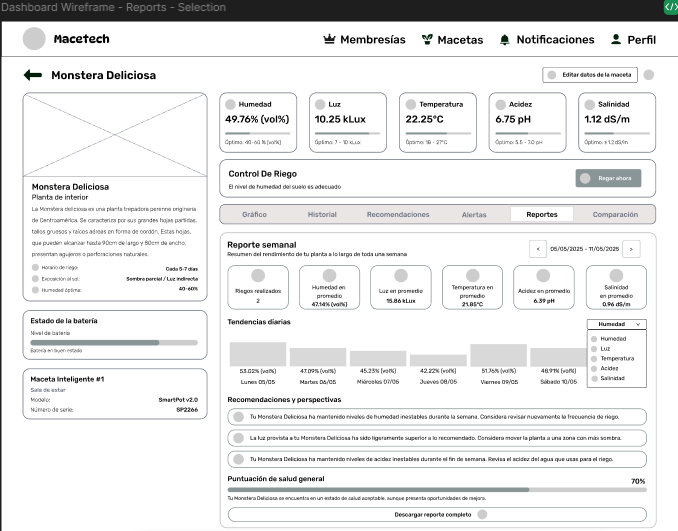 Dashboard Wireframe - Reports - Selection
</>
Macetech
Membresías
Macetas
Notificaciones
Perfil
Monstera Deliciosa
Editar datos de la maceta
Monstera Deliciosa
Planta de interior
La Monstera deliciosa es una planta trepadora perenne originaria
de Centroamérica. Se caracteriza por sus grandes hojas partidas,
tallos gruesos y raíces aéreas en forma de cordón. Estas hojas,
que pueden alcanzar hasta 90cm de largo y 80cm de ancho,
presentan agujeros o perforaciones naturales.
Horario de riego: Cada 5-7 días
Exposición al sol: Sombra parcial / Luz indirecta
Humedad óptima: 40-60%
Estado de la batería
Nivel de batería
Batería en buen estado
Maceta Inteligente #1
Sala de estar
Modelo: SmartPot v2.0
Número de serie: SP2266
Humedad
49.76% (vol%)
Óptimo: 40-60 % (vol%)
Luz
10.25 kLux
Óptimo: 7 - 10 kLux
Temperatura
22.25°C
Óptimo: 18 - 27°C
Acidez
6.75 pH
Óptimo: 5.5 - 7.0 pH
Salinidad
1.12 dS/m
Óptimo: ≤ 1.2 dS/m
Control De Riego
El nivel de humedad del suelo es adecuado
Regar ahora
Gráfico
Historial
Recomendaciones
Alertas
Reportes
Comparación
Reporte semanal
Resumen del rendimiento de tu planta a lo largo de toda una semana
< 05/05/2025 - 11/05/2025 >
Riegos realizados
2
Humedad en
promedio
47.14% (vol%)
Luz en promedio
15.86 kLux
Temperatura en
promedio
21.85°C
Acidez en promedio
6.39 pH
Salinidad
en promedio
0.96 dS/m
Tendencias diarias
Humedad
Humedad
Luz
Temperatura
Acidez
Salinidad
53.02% (vol%)
Lunes 05/05
47.09% (vol%)
Martes 06/05
45.23% (vol%)
Miércoles 07/05
42.22% (vol%)
Jueves 08/05
51.76% (vol%)
Viernes 09/05
48.91% (vol%)
Sábado 10/05
Recomendaciones y perspectivas
Tu Monstera Deliciosa ha mantenido niveles de humedad inestables durante la semana. Considera revisar nuevamente la frecuencia de riego.
La luz provista a tu Monstera Deliciosa ha sido ligeramente superior a lo recomendado. Considera mover la planta a una zona con más sombra.
Tu Monstera Deliciosa ha mantenido niveles de acidez inestables durante el fin de semana. Revisa el acidez del agua que usas para el riego.
Puntuación de salud general
70%
Tu Monstera Deliciosa se encuentra en un estado de salud aceptable, aunque presenta oportunidades de mejora.
Descargar reporte completo